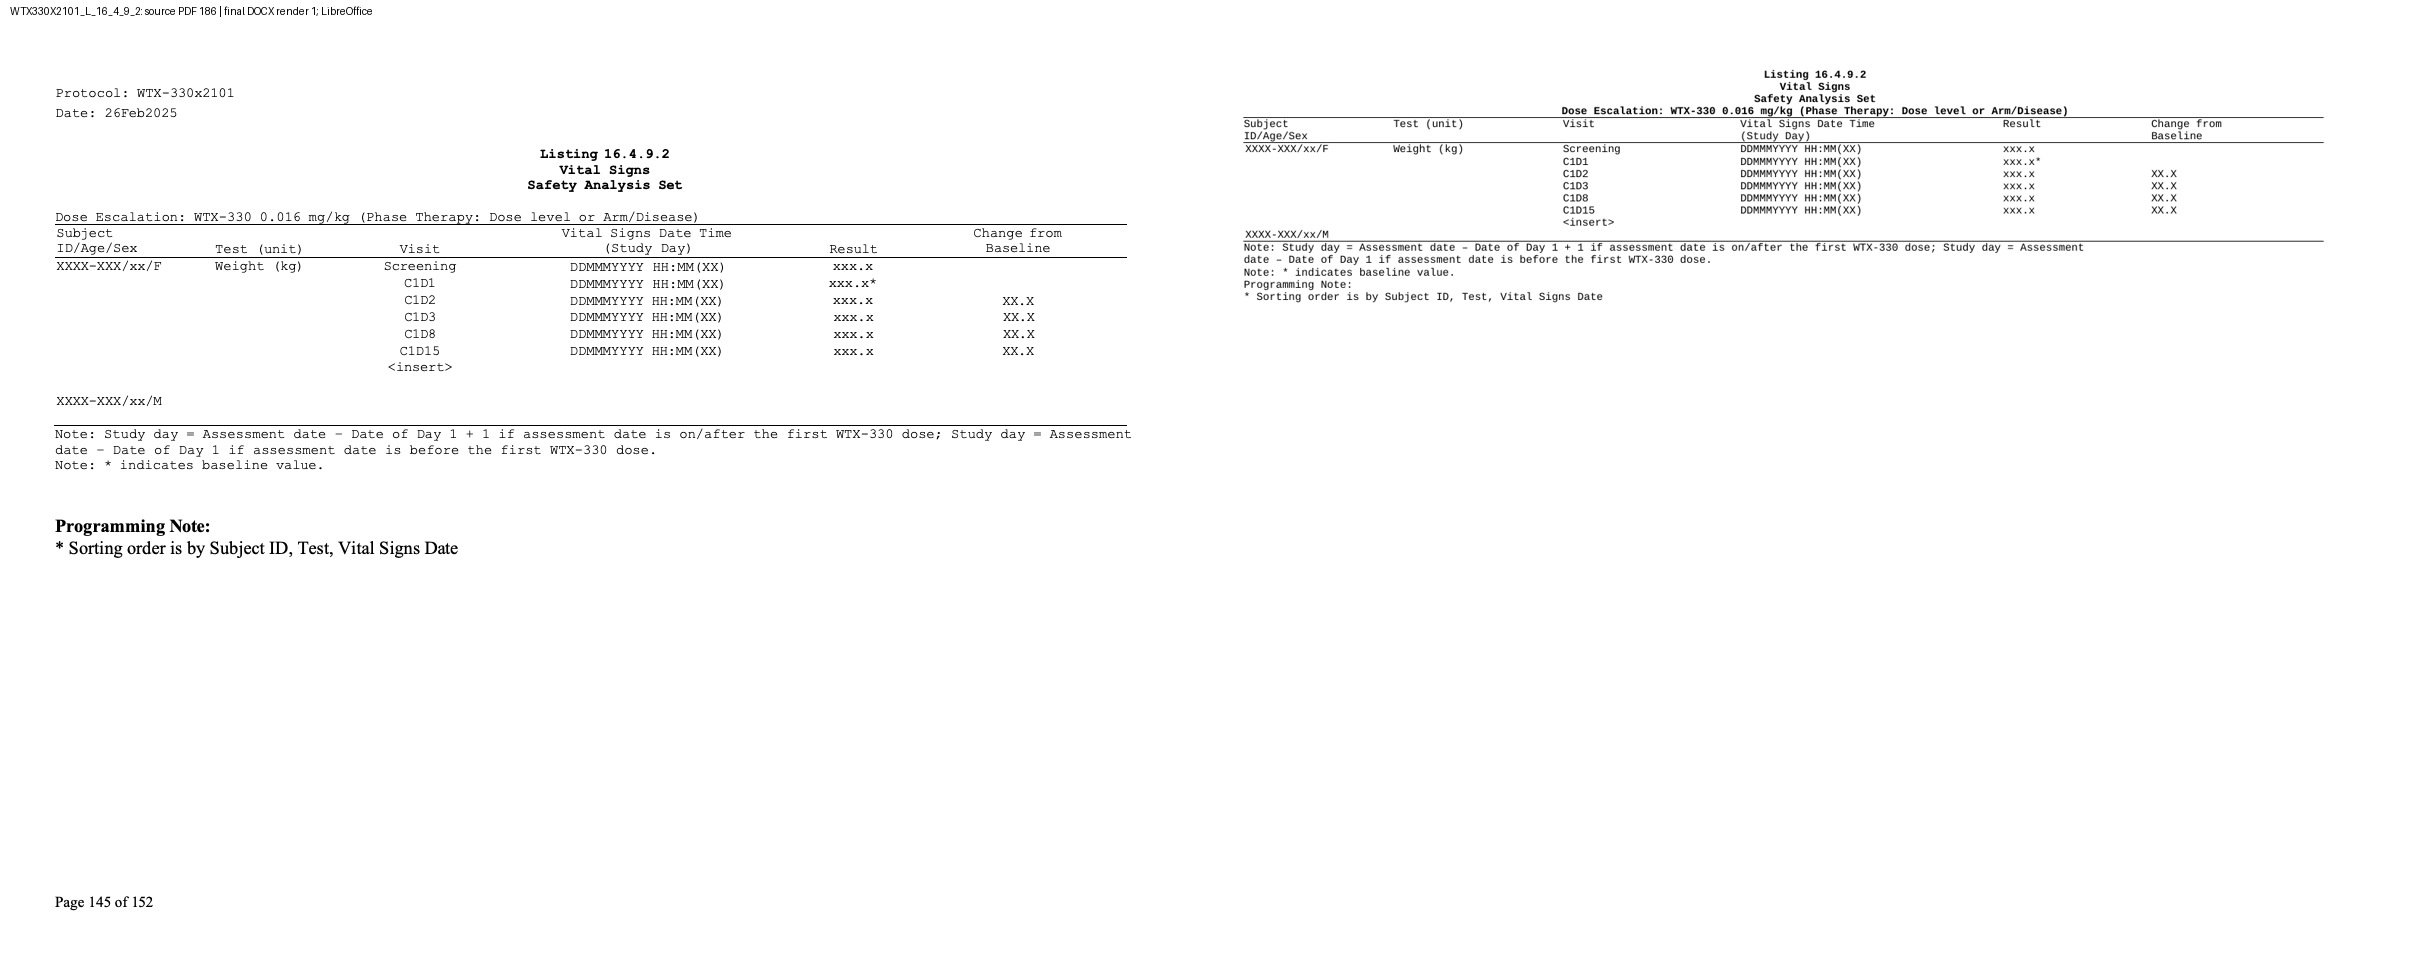 WTX330X2101_L_16_4_9_2: source PDF 186 | final DOCX render 1; LibreOffice
Protocol: WTX-330x2101
Date: 26Feb2025
Listing 16.4.9.2
Vital Signs
Safety Analysis Set
Dose Escalation: WTX-330 0.016 mg/kg (Phase Therapy: Dose level or Arm/Disease)
Subject Vital Signs Date Time Change from
ID/Age/Sex Test (unit) Visit (Study Day) Result Baseline
XXXX-XXX/xx/F Weight (kg) Screening DDMMMYYYY HH:MM(XX) xxx.x
C1D1 DDMMMYYYY HH:MM(XX) xxx.x*
C1D2 DDMMMYYYY HH:MM(XX) xxx.x XX.X
C1D3 DDMMMYYYY HH:MM(XX) xxx.x XX.X
C1D8 DDMMMYYYY HH:MM(XX) xxx.x XX.X
C1D15 DDMMMYYYY HH:MM(XX) xxx.x XX.X
<insert>
XXXX-XXX/xx/M
Note: Study day = Assessment date – Date of Day 1 + 1 if assessment date is on/after the first WTX-330 dose; Study day = Assessment
date – Date of Day 1 if assessment date is before the first WTX-330 dose.
Note: * indicates baseline value.
Programming Note:
* Sorting order is by Subject ID, Test, Vital Signs Date
Page 145 of 152
Listing 16.4.9.2
Vital Signs
Safety Analysis Set
Dose Escalation: WTX-330 0.016 mg/kg (Phase Therapy: Dose level or Arm/Disease)
Subject Test (unit) Visit Vital Signs Date Time Result Change from
ID/Age/Sex (Study Day) Baseline
XXXX-XXX/xx/F Weight (kg) Screening DDMMMYYYY HH:MM(XX) xxx.x
C1D1 DDMMMYYYY HH:MM(XX) xxx.x*
C1D2 DDMMMYYYY HH:MM(XX) xxx.x XX.X
C1D3 DDMMMYYYY HH:MM(XX) xxx.x XX.X
C1D8 DDMMMYYYY HH:MM(XX) xxx.x XX.X
C1D15 DDMMMYYYY HH:MM(XX) xxx.x XX.X
<insert>
XXXX-XXX/xx/M
Note: Study day = Assessment date – Date of Day 1 + 1 if assessment date is on/after the first WTX-330 dose; Study day = Assessment
date – Date of Day 1 if assessment date is before the first WTX-330 dose.
Note: * indicates baseline value.
Programming Note:
* Sorting order is by Subject ID, Test, Vital Signs Date